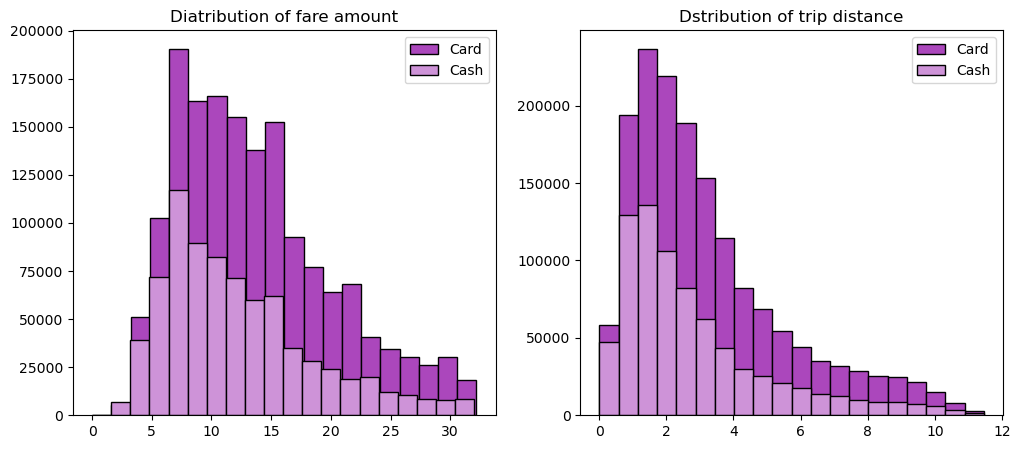 Diatribution of fare amount
200000
175000
150000
125000
100000
75000
50000
25000
0
0 5 10 15 20 25 30
Card
Cash
Dstribution of trip distance
200000
150000
100000
50000
0
0 2 4 6 8 10 12
Card
Cash